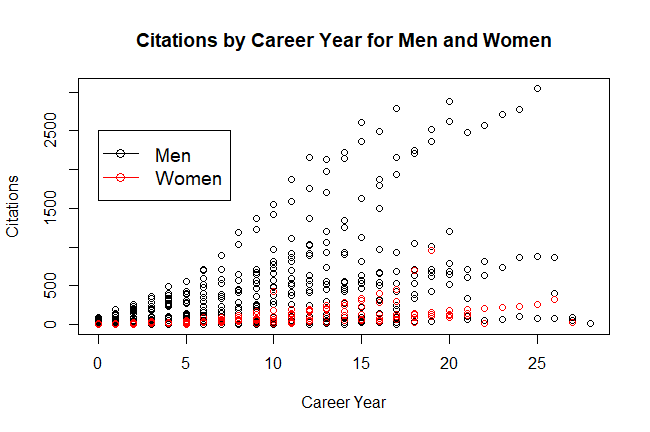 Citations by Career Year for Men and Women
Citations
2500
1500
500
0
Men
Women
0 5 10 15 20 25
Career Year